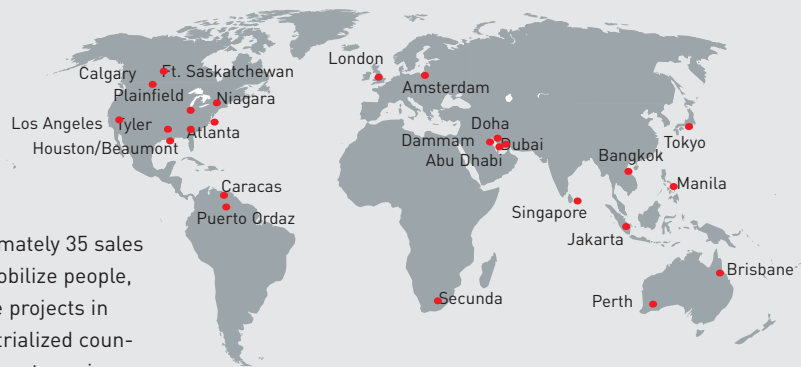 London
Calgary
Ft. Saskatchewan
Amsterdam
Plainfield
Niagara
Los Angeles
Tyler
Doha
Atlanta
Dammam
Dubai
Tokyo
Houston/Beaumont
Abu Dhabi
Bangkok
Caracas
Manila
Puerto Ordaz
Singapore
Jakarta
mately 35 sales
obilize people,
Brisbane
e projects in
Secunda
Perth
trialized coun-